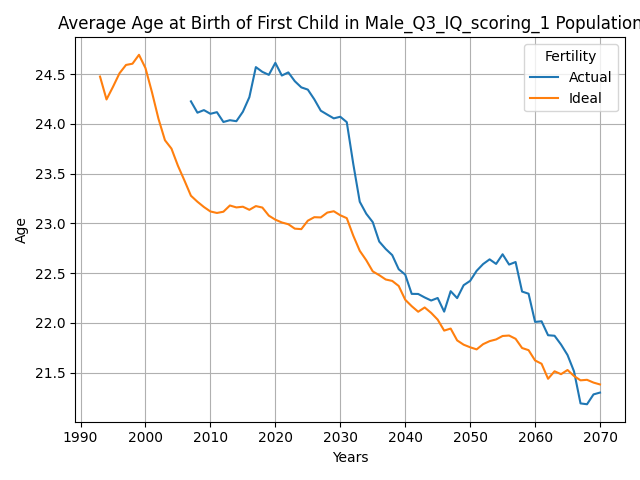 Average Age at Birth of First Child in Male_Q3_IQ_scoring_1 Population
Fertility
Actual
Ideal
24.5
24.0
23.5
23.0
22.5
22.0
21.5
Age
1990 2000 2010 2020 2030 2040 2050 2060 2070
Years